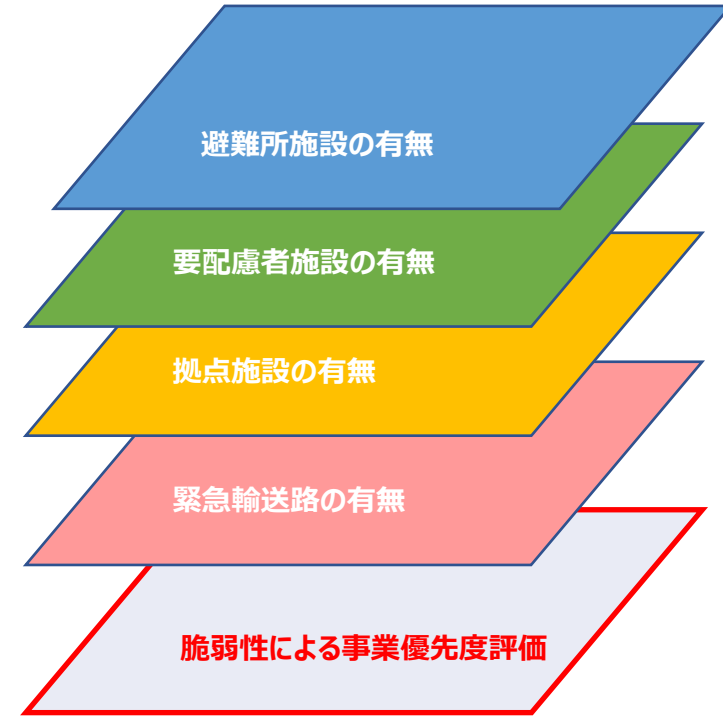 避難所施設の有無
要配慮者施設の有無
拠点施設の有無
緊急輸送路の有無
脆弱性による事業優先度評価